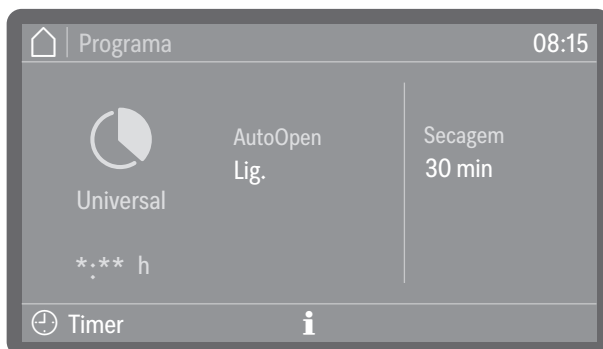 Programa
08:15
AutoOpen
Lig.
Secagem
30 min
Universal
*:** h
Timer
i